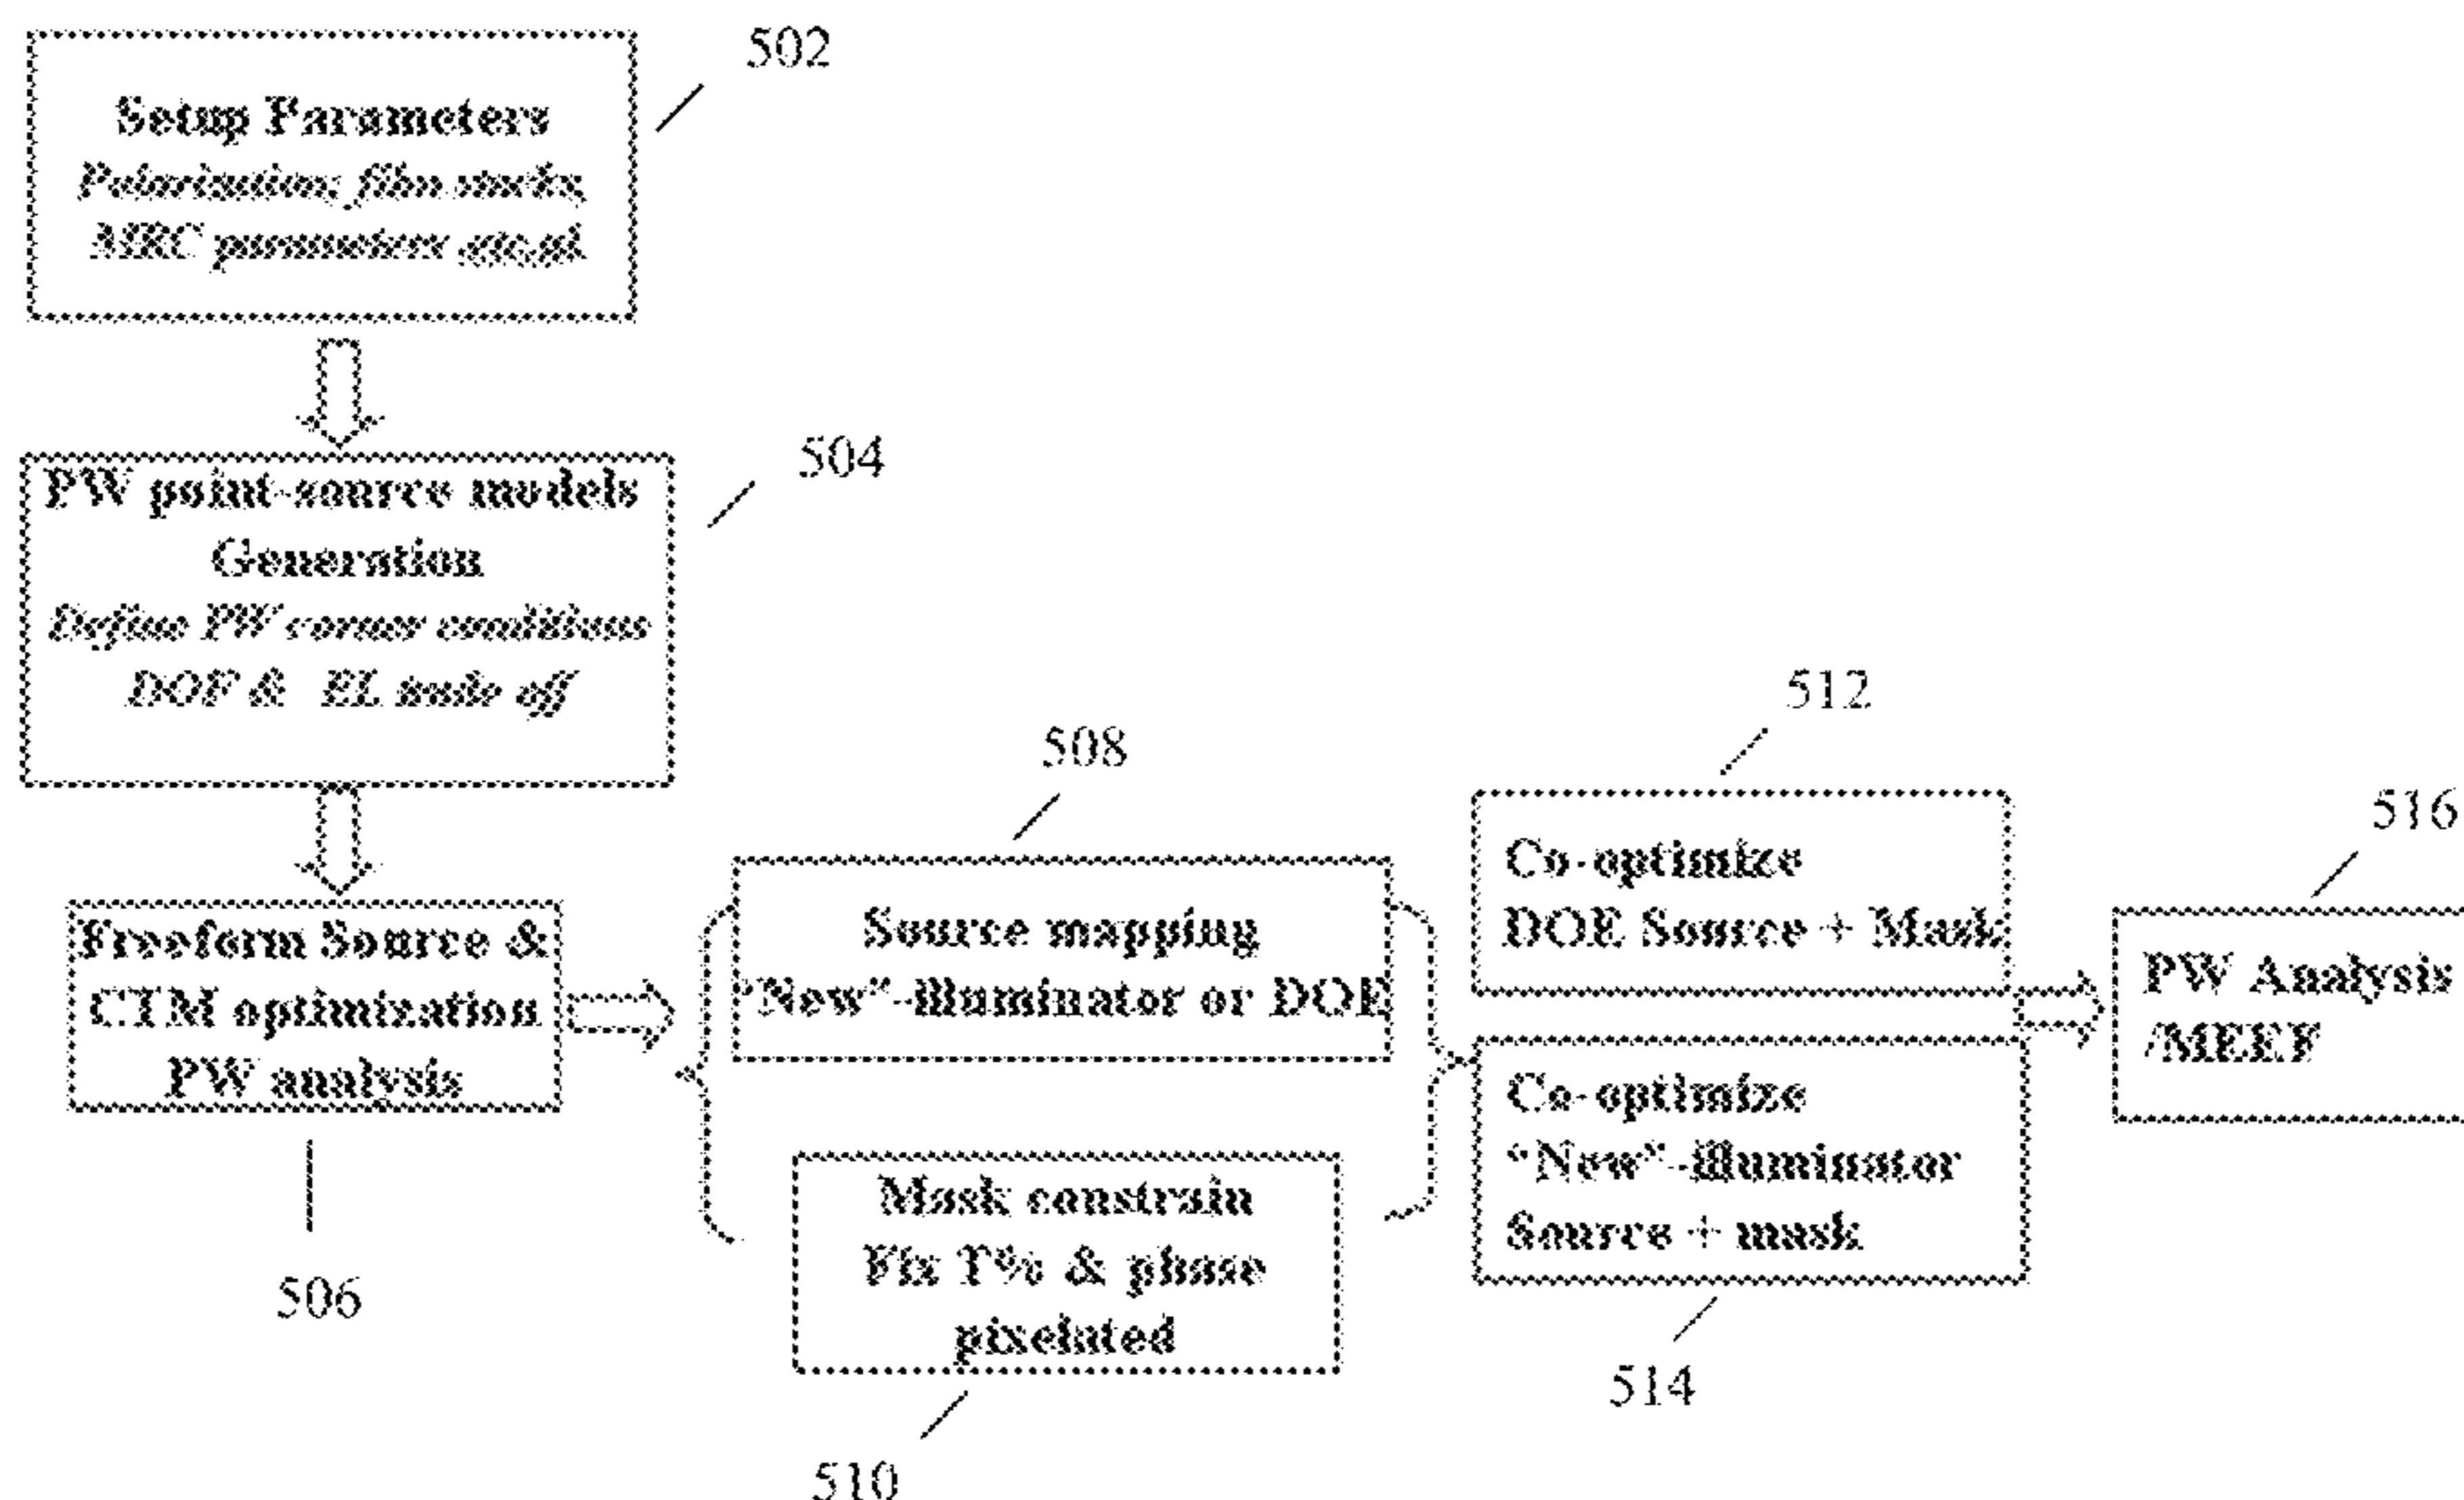 502
Setup Parameters
Polarization, film stacks,
MRC parameters etc.al.
504
PW point-source models
Generation
Define PW corner conditions
DOF & EL trade off
506
Freeform Source &
CTM optimization
PW analysis
508
Source mapping
"New"-illuminator or DOE
510
Mask constrain
Fix T% & phase
pixelated
512
Co-optimize
DOE Source + Mask
514
Co-optimize
"New"-illuminator
Source + mask
516
PW Analysis
/MEEF